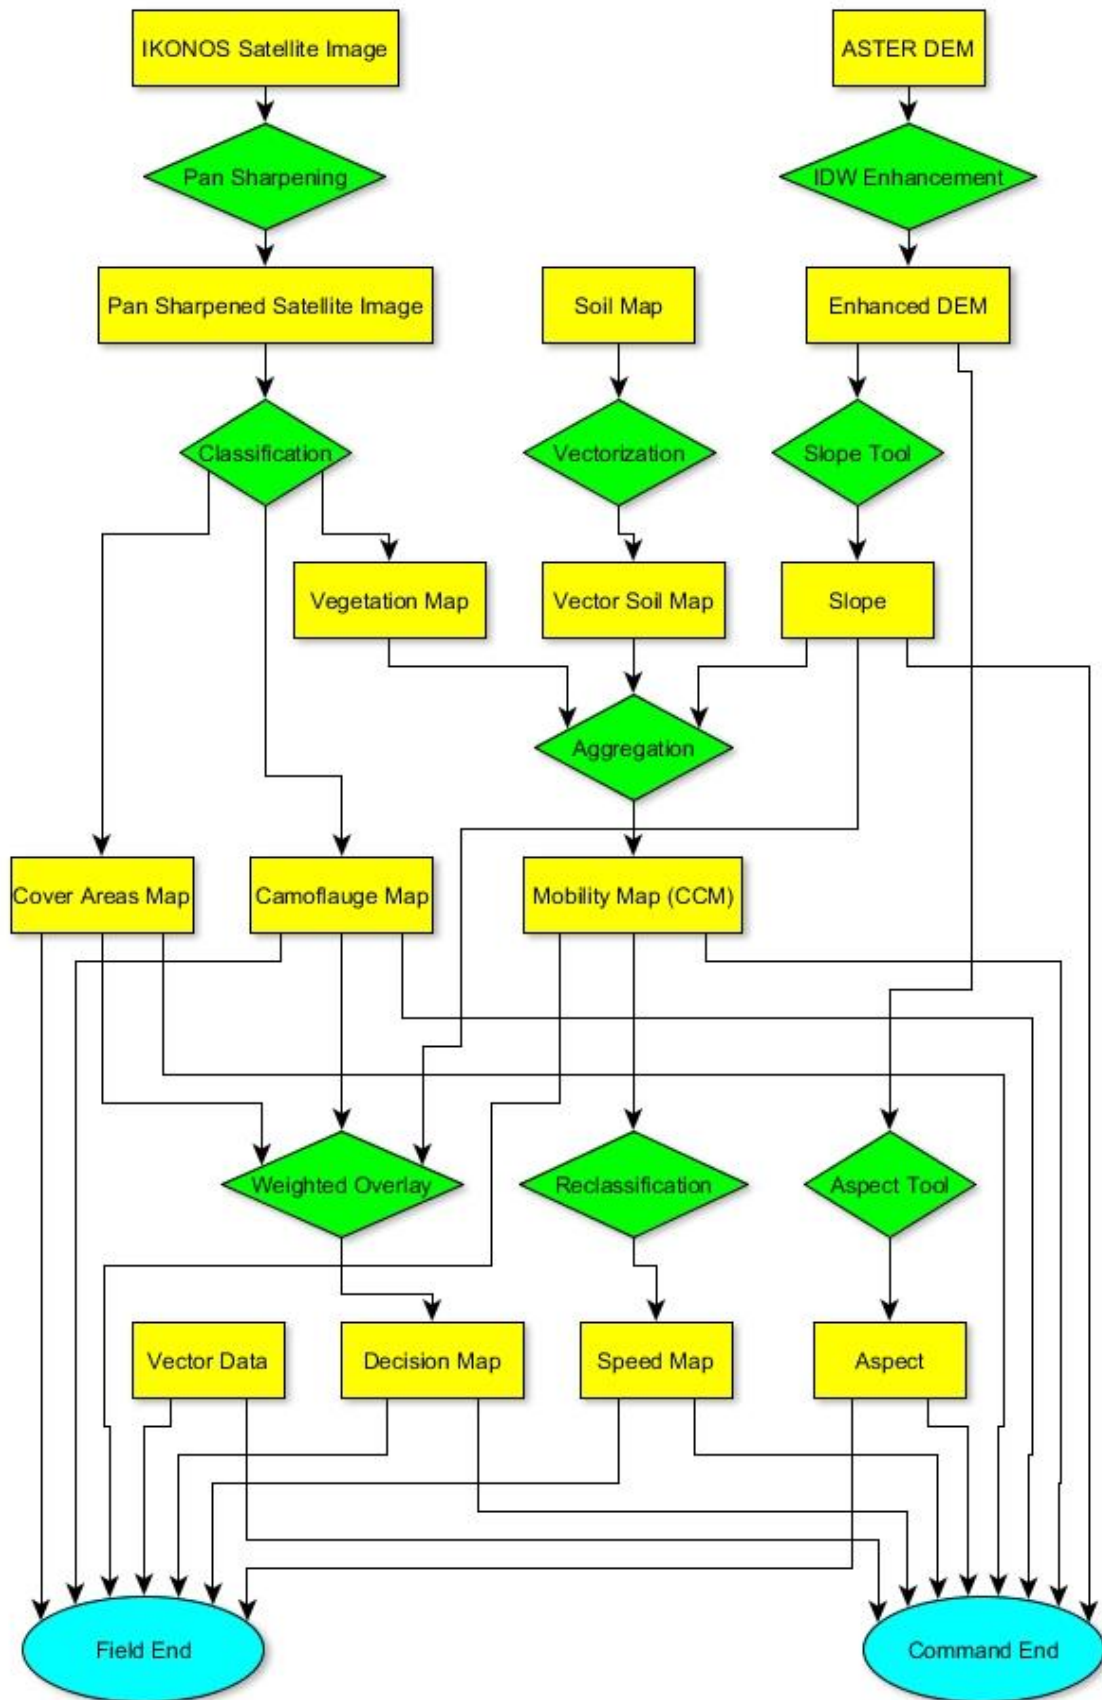 IKONOS Satellite Image
ASTER DEM
Pan Sharpening
IDW Enhancement
Pan Sharpened Satellite Image
Soil Map
Enhanced DEM
Classification
Vectorization
Slope Tool
Vegetation Map
Vector Soil Map
Slope
Aggregation
Cover Areas Map
Camoflauge Map
Mobility Map (CCM)
Weighted Overlay
Reclassification
Aspect Tool
Vector Data
Decision Map
Speed Map
Aspect
Field End
Command End